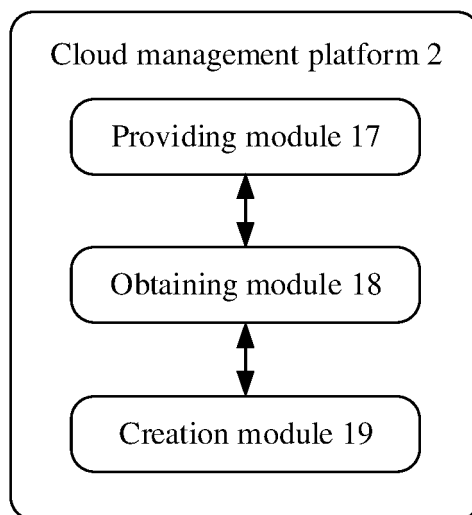 Cloud management platform 2
Providing module 17
Obtaining module 18
Creation module 19